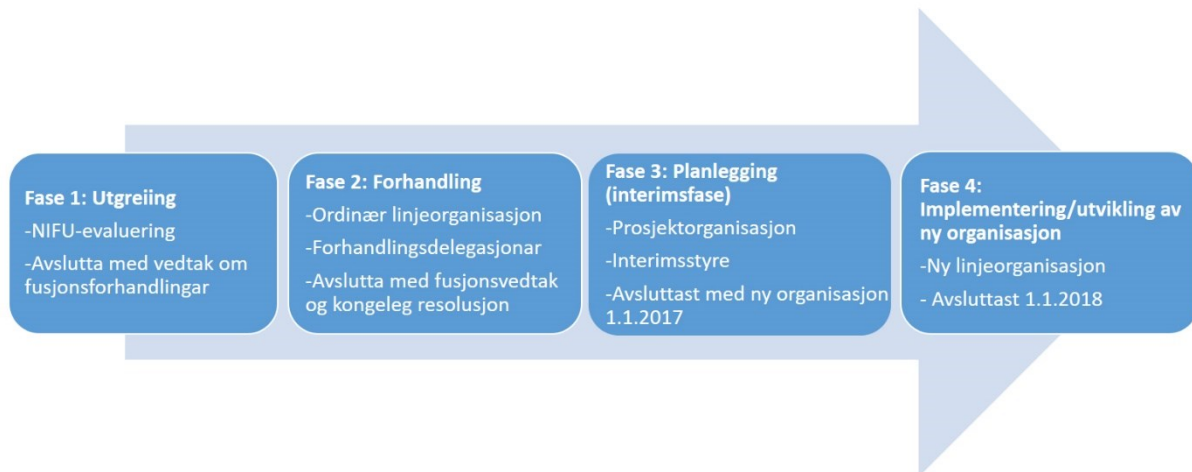 Fase 1: Utgreiing
-NIFU-evaluering
-Avslutta med vedtak om
fusjonsforhandlingar
Fase 2: Forhandling
-Ordinær linjeorganisasjon
-Forhandlingsdelegasjonar
-Avslutta med fusjonsvedtak
og kongeleg resolusjon
Fase 3: Planlegging
(interimsfase)
-Prosjektorganisasjon
-Interimsstyre
-Avsluttast med ny organisasjon
1.1.2017
Fase 4:
Implementering/utvikling av
ny organisasjon
-Ny linjeorganisasjon
- Avsluttast 1.1.2018